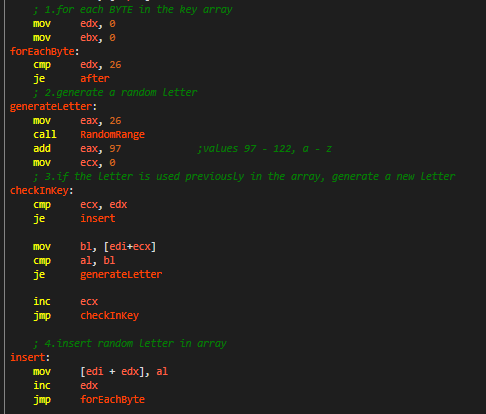 ; 1.for each BYTE in the key array
mov edx, 0
mov ebx, 0
forEachByte:
cmp edx, 26
je after
; 2.generate a random letter
generateLetter:
mov eax, 26
call RandomRange
add eax, 97 ;values 97 - 122, a - z
mov ecx, 0
; 3.if the letter is used previously in the array, generate a new letter
checkInKey:
cmp ecx, edx
je insert
mov bl, [edi+ecx]
cmp al, bl
je generateLetter
inc ecx
jmp checkInKey
; 4.insert random letter in array
insert:
mov [edi + edx], al
inc edx
jmp forEachByte